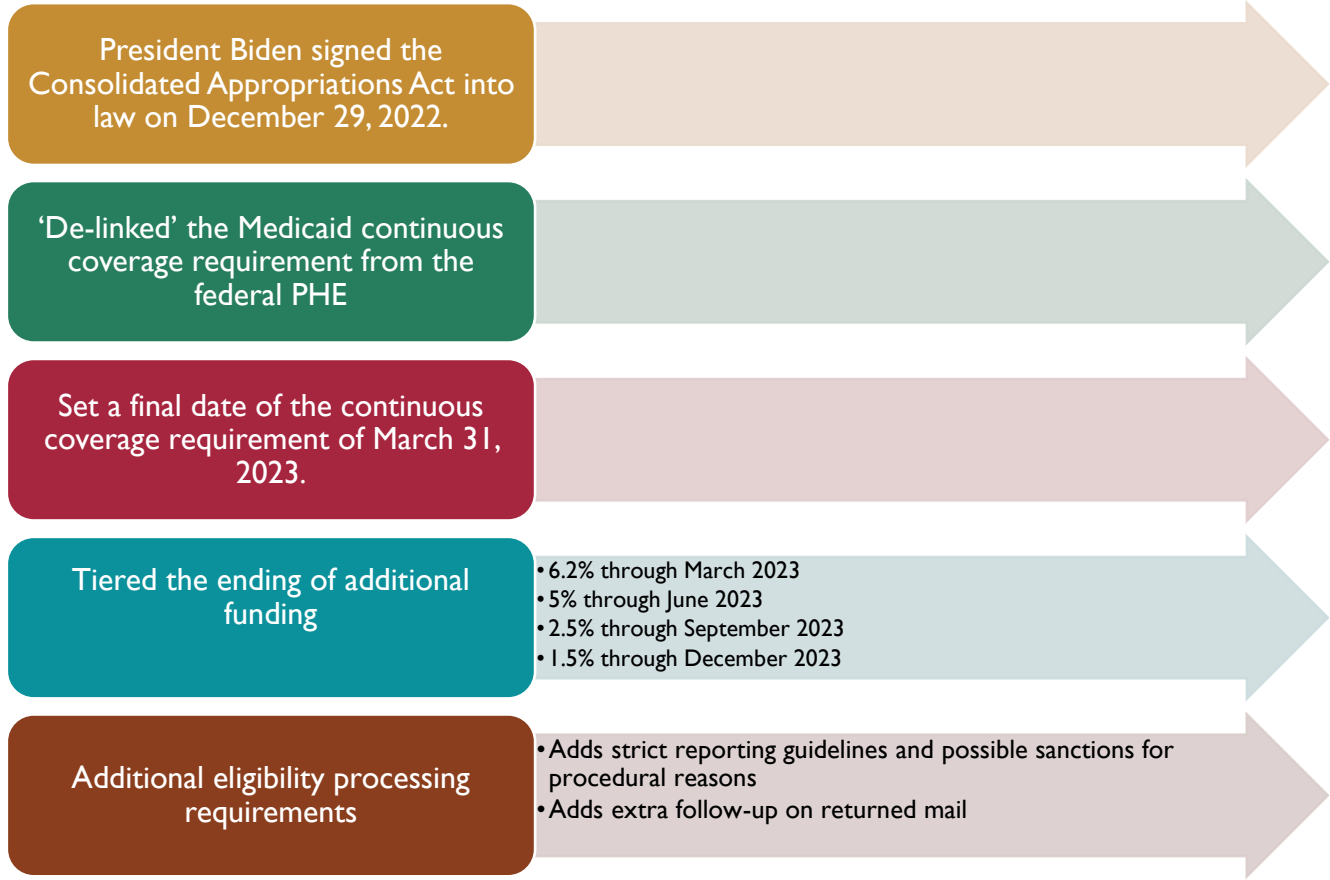 President Biden signed the
Consolidated Appropriations Act into
law on December 29, 2022.
‘De-linked’ the Medicaid continuous
coverage requirement from the
federal PHE
Set a final date of the continuous
coverage requirement of March 31,
2023.
Tiered the ending of additional
funding
•6.2% through March 2023
•5% through June 2023
•2.5% through September 2023
•1.5% through December 2023
Additional eligibility processing
requirements
•Adds strict reporting guidelines and possible sanctions for
procedural reasons
•Adds extra follow-up on returned mail